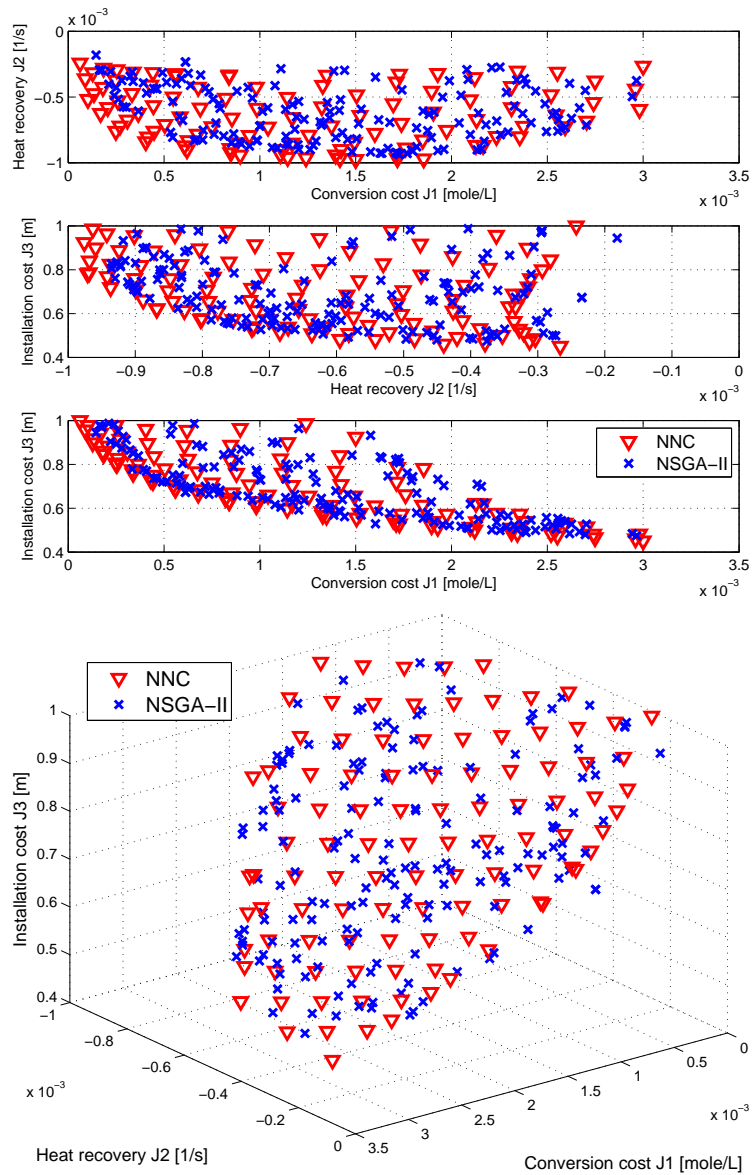 x 10⁻³
0
−0.5
−1
Heat recovery J2 [1/s]
0 0.5 1 1.5 2 2.5 3 3.5
Conversion cost J1 [mole/L]
x 10⁻³
1
0.8
0.6
0.4
Installation cost J3 [m]
−1 −0.9 −0.8 −0.7 −0.6 −0.5 −0.4 −0.3 −0.2 −0.1 0
Heat recovery J2 [1/s]
x 10⁻³
1
0.8
0.6
0.4
Installation cost J3 [m]
NNC
NSGA−II
0 0.5 1 1.5 2 2.5 3 3.5
Conversion cost J1 [mole/L]
x 10⁻³
NNC
NSGA−II
1
0.9
0.8
0.7
0.6
0.5
0.4
Installation cost J3 [m]
−1
−0.8
−0.6
−0.4
−0.2
0
x 10⁻³
Heat recovery J2 [1/s]
0
0.5
1
1.5
2
2.5
3
3.5
x 10⁻³
Conversion cost J1 [mole/L]